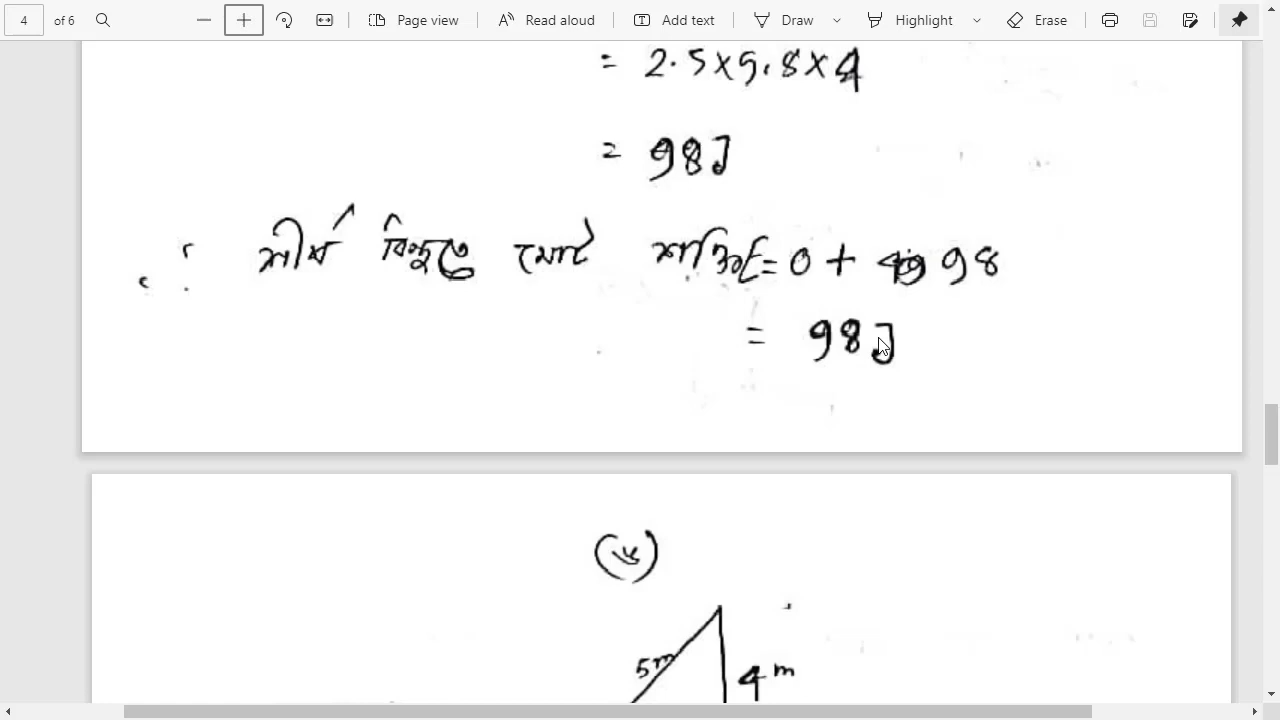 4 of 6 Page view Read aloud Add text Draw Highlight Erase
= 2.5×9.8×4
= 98J
∴ শীর্ষ বিন্দুতে মোট শক্তি = 0 + 98
= 98J
(ঘ)
5m
4m